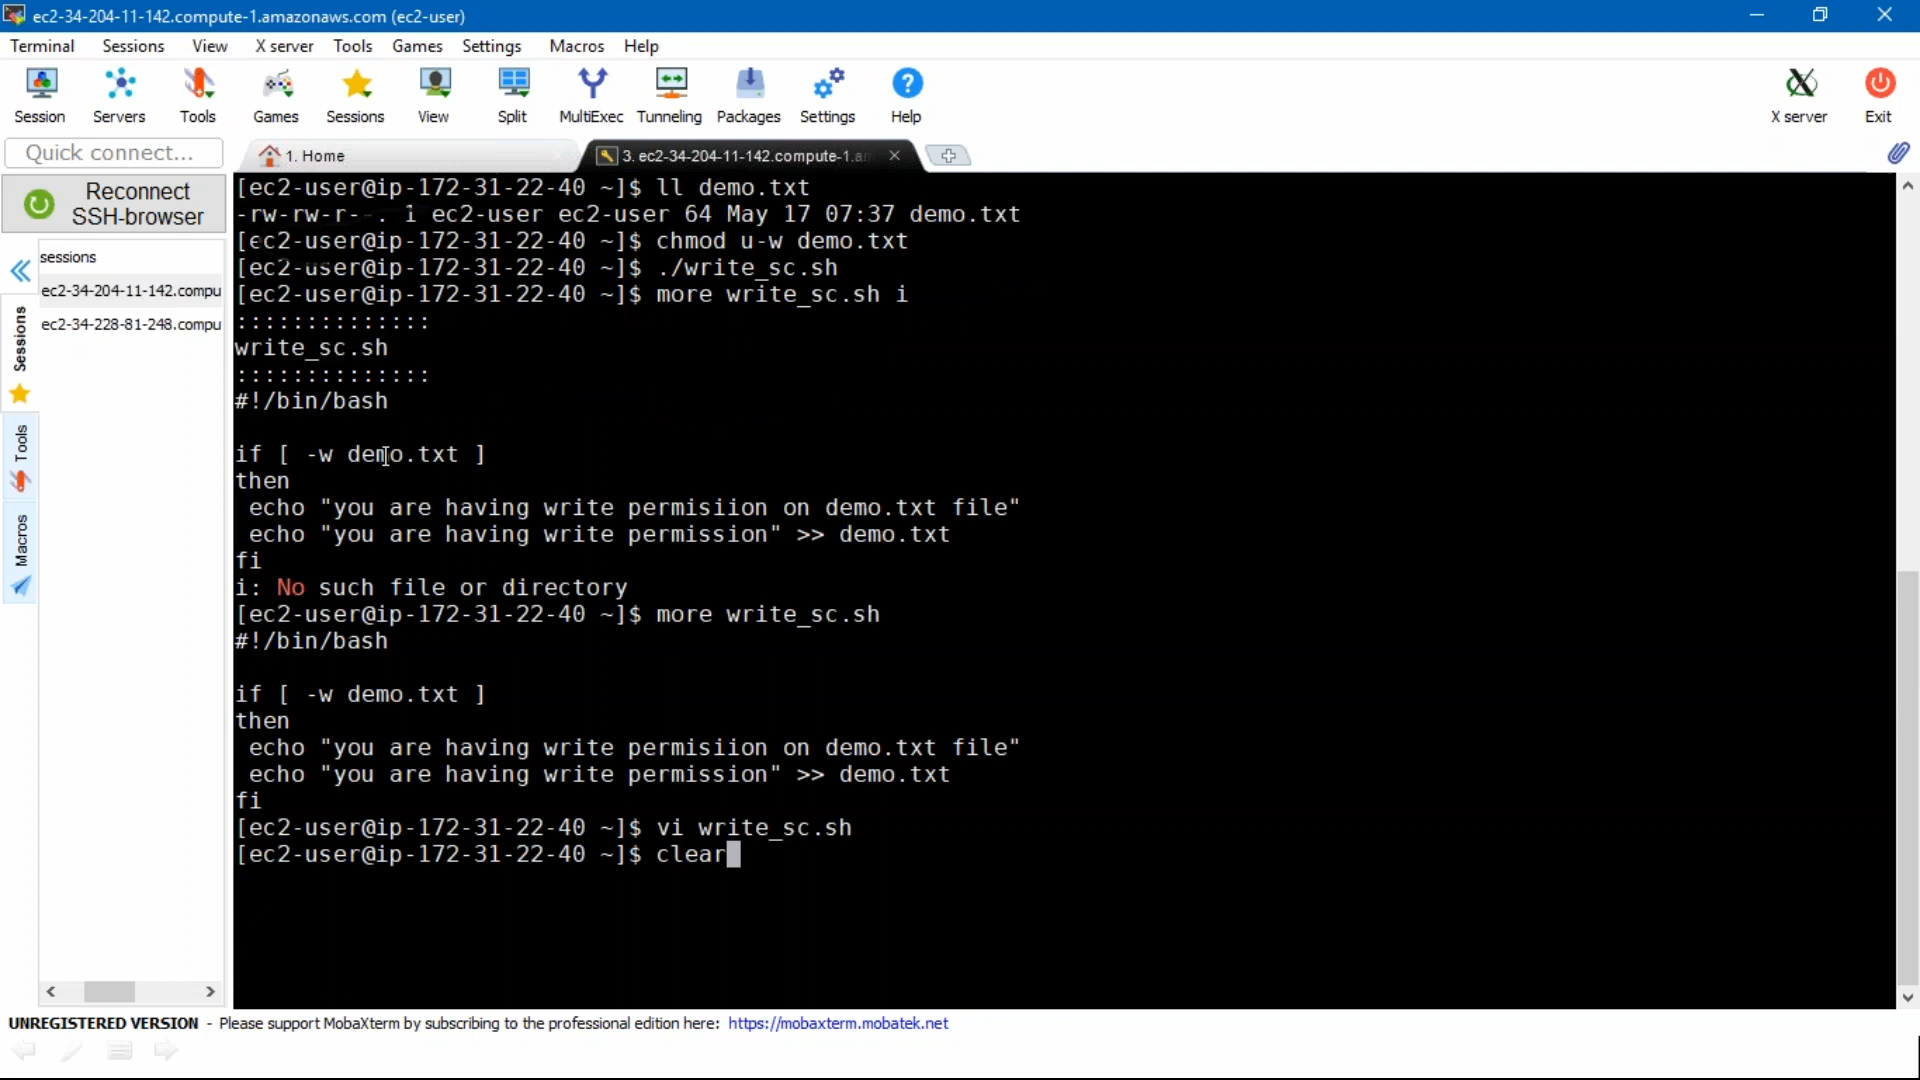 ec2-34-204-11-142.compute-1.amazonaws.com (ec2-user)
Terminal Sessions View X server Tools Games Settings Macros Help
Session Servers Tools Games Sessions View Split MultiExec Tunneling Packages Settings Help X server Exit
Quick connect...
1. Home
3. ec2-34-204-11-142.compute-1.a
Reconnect
SSH-browser
sessions
ec2-34-204-11-142.compu
ec2-34-228-81-248.compu
Sessions
Tools
Macros
[ec2-user@ip-172-31-22-40 ~]$ ll demo.txt
-rw-rw-r--. 1 ec2-user ec2-user 64 May 17 07:37 demo.txt
[ec2-user@ip-172-31-22-40 ~]$ chmod u-w demo.txt
[ec2-user@ip-172-31-22-40 ~]$ ./write_sc.sh
[ec2-user@ip-172-31-22-40 ~]$ more write_sc.sh i
::::::::::::::
write_sc.sh
::::::::::::::
#!/bin/bash
if [ -w demo.txt ]
then
echo "you are having write permisiion on demo.txt file"
echo "you are having write permission" >> demo.txt
fi
i: No such file or directory
[ec2-user@ip-172-31-22-40 ~]$ more write_sc.sh
#!/bin/bash
if [ -w demo.txt ]
then
echo "you are having write permisiion on demo.txt file"
echo "you are having write permission" >> demo.txt
fi
[ec2-user@ip-172-31-22-40 ~]$ vi write_sc.sh
[ec2-user@ip-172-31-22-40 ~]$ clear
UNREGISTERED VERSION - Please support MobaXterm by subscribing to the professional edition here: https://mobaxterm.mobatek.net